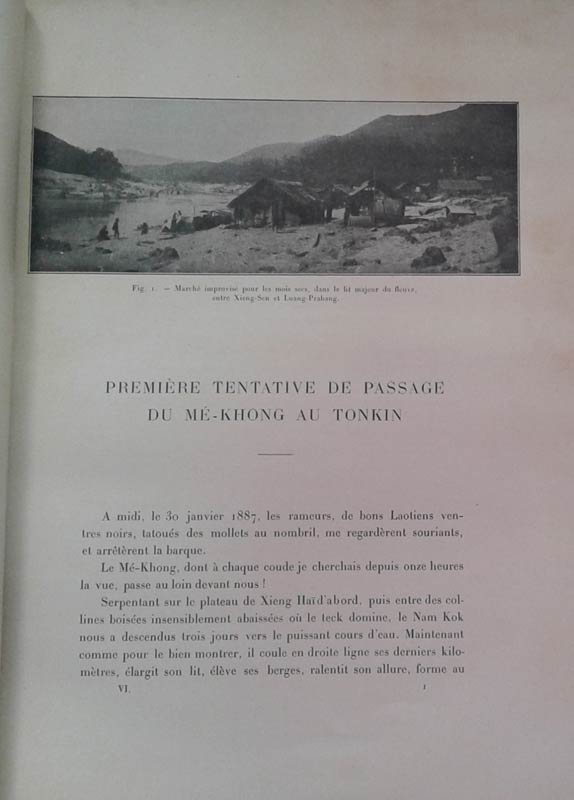 Fig. 1. — Marché improvisé pour les mois secs, dans le lit majeur du fleuve,
entre Xieng-Sen et Luang-Prabang.
PREMIÈRE TENTATIVE DE PASSAGE
DU MÉ-KHONG AU TONKIN
A midi, le 30 janvier 1887, les rameurs, de bons Laotiens ven-
tres noirs, tatoués des mollets au nombril, me regardèrent souriants,
et arrêtèrent la barque.
Le Mé-Khong, dont à chaque coude je cherchais depuis onze heures
la vue, passe au loin devant nous !
Serpentant sur le plateau de Xieng Haïd'abord, puis entre des col-
lines boisées insensiblement abaissées où le teck domine, le Nam Kok
nous a descendus trois jours vers le puissant cours d'eau. Maintenant
comme pour le bien montrer, il coule en droite ligne ses derniers kilo-
mètres, élargit son lit, élève ses berges, ralentit son allure, forme au
VI. 1